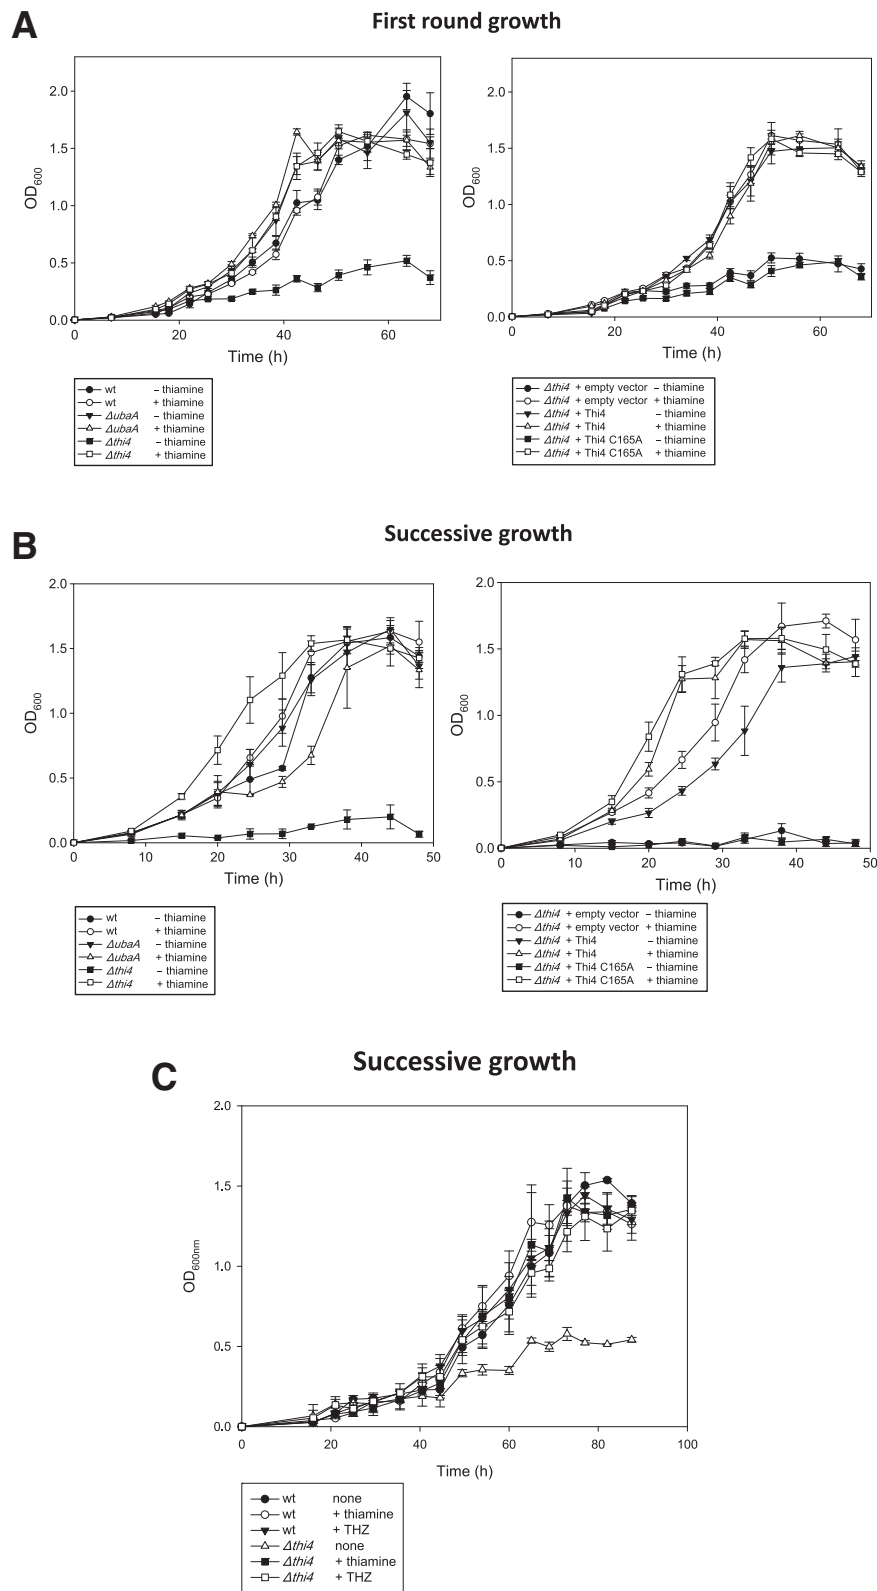 A
First round growth
OD600
2.0
1.5
1.0
0.5
0.0
0 20 40 60
Time (h)
wt – thiamine
wt + thiamine
ΔubaA – thiamine
ΔubaA + thiamine
Δthi4 – thiamine
Δthi4 + thiamine
OD600
2.0
1.5
1.0
0.5
0.0
0 20 40 60
Time (h)
Δthi4 + empty vector – thiamine
Δthi4 + empty vector + thiamine
Δthi4 + Thi4 – thiamine
Δthi4 + Thi4 + thiamine
Δthi4 + Thi4 C165A – thiamine
Δthi4 + Thi4 C165A + thiamine
B
Successive growth
OD600
2.0
1.5
1.0
0.5
0.0
0 10 20 30 40 50
Time (h)
wt – thiamine
wt + thiamine
ΔubaA – thiamine
ΔubaA + thiamine
Δthi4 – thiamine
Δthi4 + thiamine
OD600
2.0
1.5
1.0
0.5
0.0
0 10 20 30 40 50
Time (h)
Δthi4 + empty vector – thiamine
Δthi4 + empty vector + thiamine
Δthi4 + Thi4 – thiamine
Δthi4 + Thi4 + thiamine
Δthi4 + Thi4 C165A – thiamine
Δthi4 + Thi4 C165A + thiamine
C
Successive growth
OD600nm
2.0
1.5
1.0
0.5
0.0
0 20 40 60 80 100
Time (h)
wt none
wt + thiamine
wt + THZ
Δthi4 none
Δthi4 + thiamine
Δthi4 + THZ